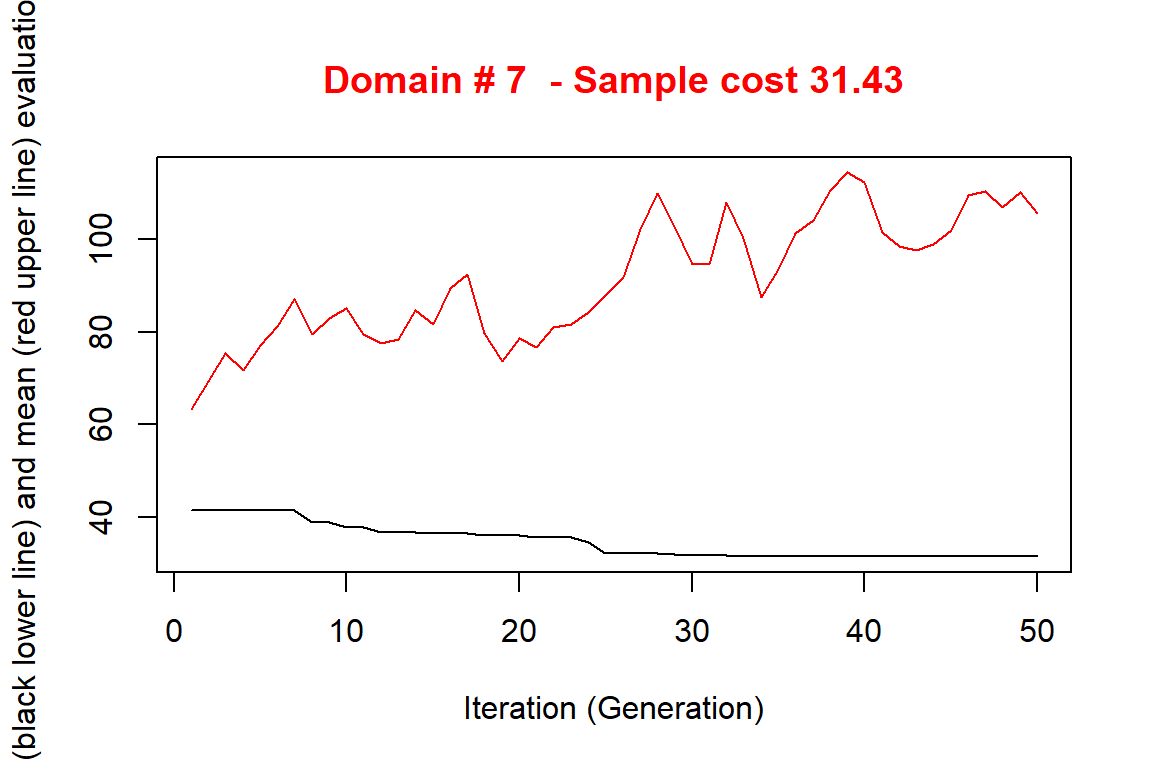 Domain # 7  - Sample cost 31.43
(black lower line) and mean (red upper line) evaluatio
100
80
60
40
0 10 20 30 40 50
Iteration (Generation)